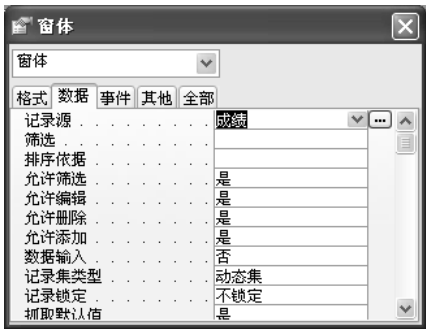 窗体
窗体
格式 数据 事件 其他 全部
记录源 . . . . . . . . 成绩
筛选 . . . . . . . . .
排序依据 . . . . . . .
允许筛选 . . . . . . . 是
允许编辑 . . . . . . . 是
允许删除 . . . . . . . 是
允许添加 . . . . . . . 是
数据输入 . . . . . . . 否
记录集类型 . . . . . . 动态集
记录锁定 . . . . . . . 不锁定
抓取默认值 . . . . . . 是